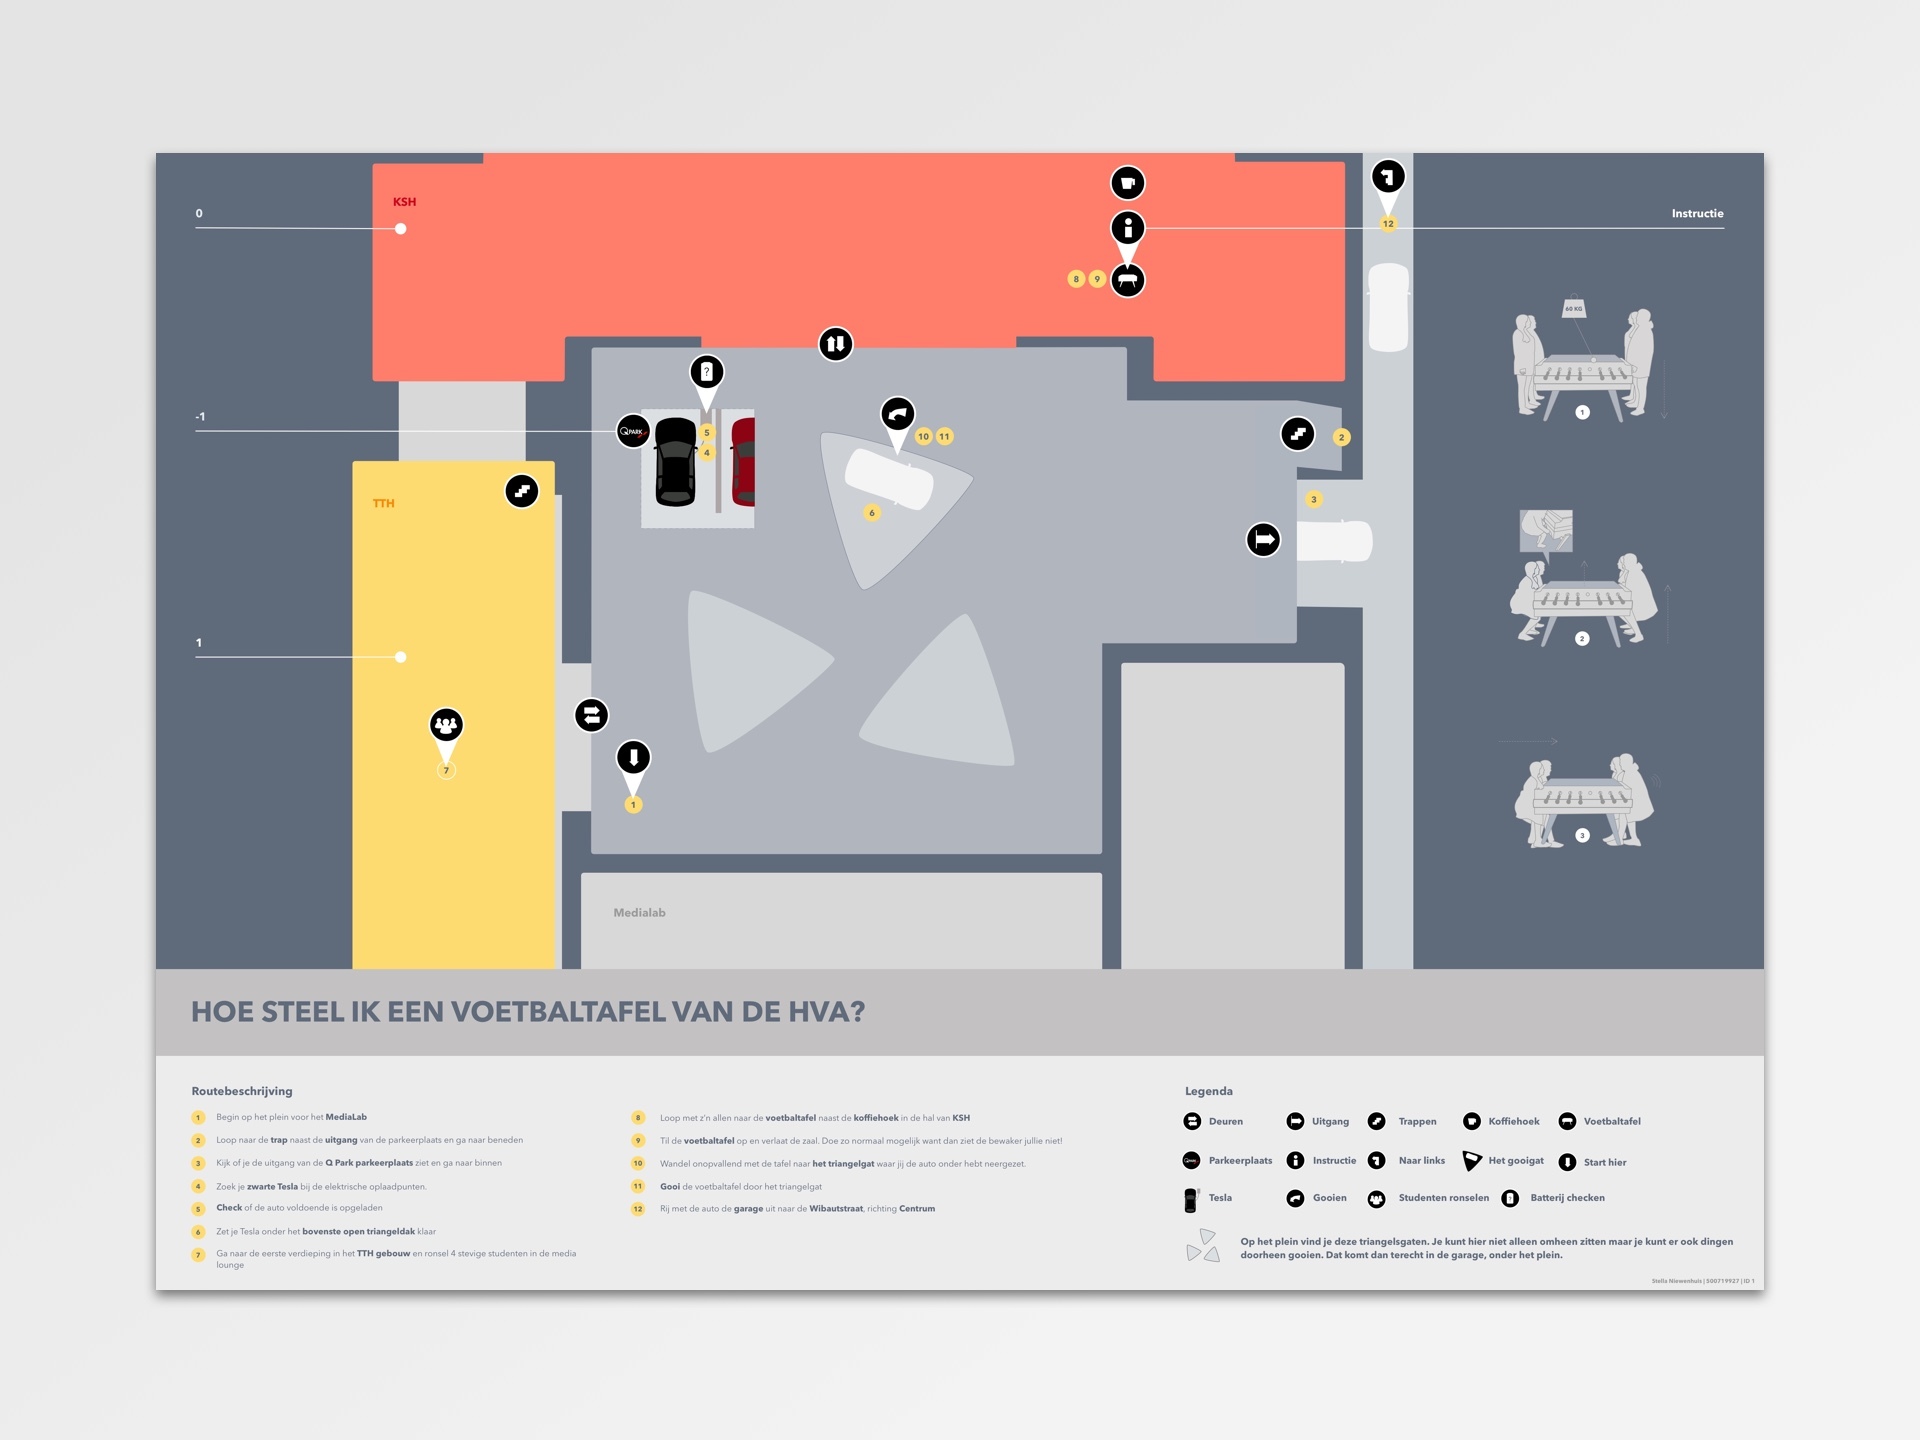 KSH
0
Instructie
12
8 9
60 KG
1
?
-1
QPARK
5
4
10 11
2
TTH
3
6
2
1
7
1
3
Medialab
HOE STEEL IK EEN VOETBALTAFEL VAN DE HVA?
Routebeschrijving
1 Begin op het plein voor het MediaLab
2 Loop naar de trap naast de uitgang van de parkeerplaats en ga naar beneden
3 Kijk of je de uitgang van de Q Park parkeerplaats ziet en ga naar binnen
4 Zoek je zwarte Tesla bij de elektrische oplaadpunten.
5 Check of de auto voldoende is opgeladen
6 Zet je Tesla onder het bovenste open triangeldak klaar
7 Ga naar de eerste verdieping in het TTH gebouw en ronsel 4 stevige studenten in de media
lounge
8 Loop met z'n allen naar de voetbaltafel naast de koffiehoek in de hal van KSH
9 Til de voetbaltafel op en verlaat de zaal. Doe zo normaal mogelijk want dan ziet de bewaker jullie niet!
10 Wandel onopvallend met de tafel naar het triangelgat waar jij de auto onder hebt neergezet.
11 Gooi de voetbaltafel door het triangelgat
12 Rij met de auto de garage uit naar de Wibautstraat, richting Centrum
Legenda
Deuren Uitgang Trappen Koffiehoek Voetbaltafel
Parkeerplaats Instructie Naar links Het gooigat Start hier
Tesla Gooien Studenten ronselen Batterij checken
Op het plein vind je deze triangelsgaten. Je kunt hier niet alleen omheen zitten maar je kunt er ook dingen
doorheen gooien. Dat komt dan terecht in de garage, onder het plein.
Stella Niewenhuis | 500719927 | ID 1